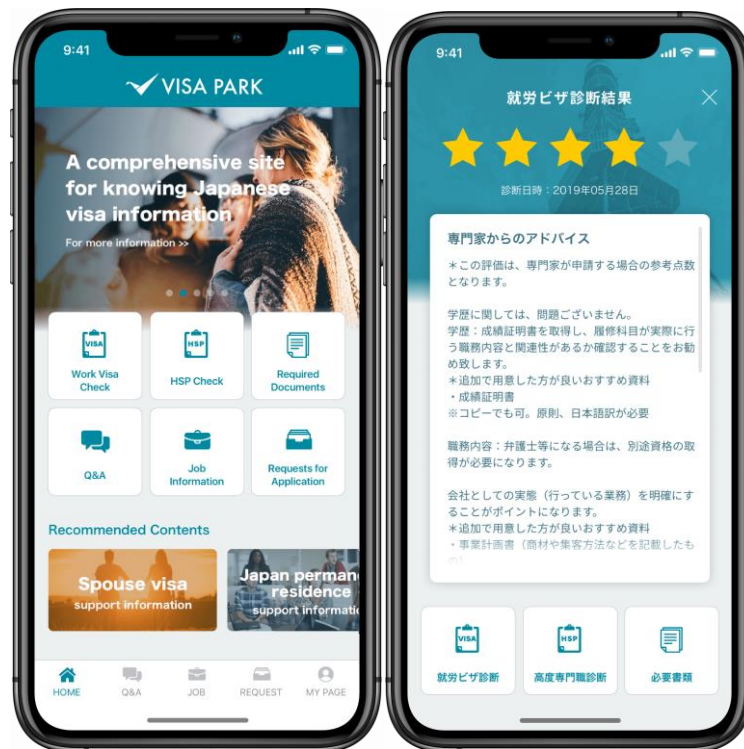 9:41
VISA PARK
A comprehensive site
for knowing Japanese
visa information
For more information >>
VISA
Work Visa
Check
HSP
HSP Check
Required
Documents
Q&A
Job
Information
Requests for
Application
Recommended Contents
Spouse visa
support information
Japan perman
residence
support informatio
HOME
Q&A
JOB
REQUEST
MY PAGE
9:41
就労ビザ診断結果
診断日時：2019年05月28日
専門家からのアドバイス
＊この評価は、専門家が申請する場合の参考点数
となります。
学歴に関しては、問題ございません。
学歴：成績証明書を取得し、履修科目が実際に行
う職務内容と関連性があるか確認することをお勧
め致します。
＊追加で用意した方が良いおすすめ資料
・成績証明書
※コピーでも可。原則、日本語訳が必要
職務内容：弁護士等になる場合は、別途資格の取
得が必要になります。
会社としての実態（行っている業務）を明確にす
ることがポイントになります。
＊追加で用意した方が良いおすすめ資料
・事業計画書（商材や集客方法などを記載したも
の）
VISA
就労ビザ診断
HSP
高度専門職診断
必要書類